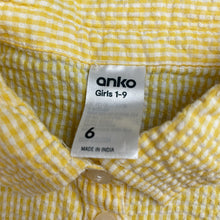 anko
Girls 1-9
6
MADE IN INDIA